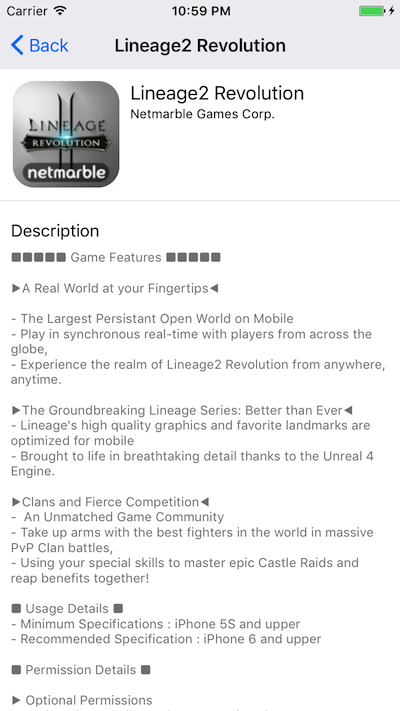 Carrier 10:59 PM
Back Lineage2 Revolution
LINEAGE
REVOLUTION
netmarble
Lineage2 Revolution
Netmarble Games Corp.
Description
■■■■■ Game Features ■■■■■
▶A Real World at your Fingertips◀
- The Largest Persistant Open World on Mobile
- Play in synchronous real-time with players from across the
globe,
- Experience the realm of Lineage2 Revolution from anywhere,
anytime.
▶The Groundbreaking Lineage Series: Better than Ever◀
- Lineage's high quality graphics and favorite landmarks are
optimized for mobile
- Brought to life in breathtaking detail thanks to the Unreal 4
Engine.
▶Clans and Fierce Competition◀
-  An Unmatched Game Community
- Take up arms with the best fighters in the world in massive
PvP Clan battles,
- Using your special skills to master epic Castle Raids and
reap benefits together!
■ Usage Details ■
- Minimum Specifications : iPhone 5S and upper
- Recommended Specification : iPhone 6 and upper
■ Permission Details ■
▶ Optional Permissions